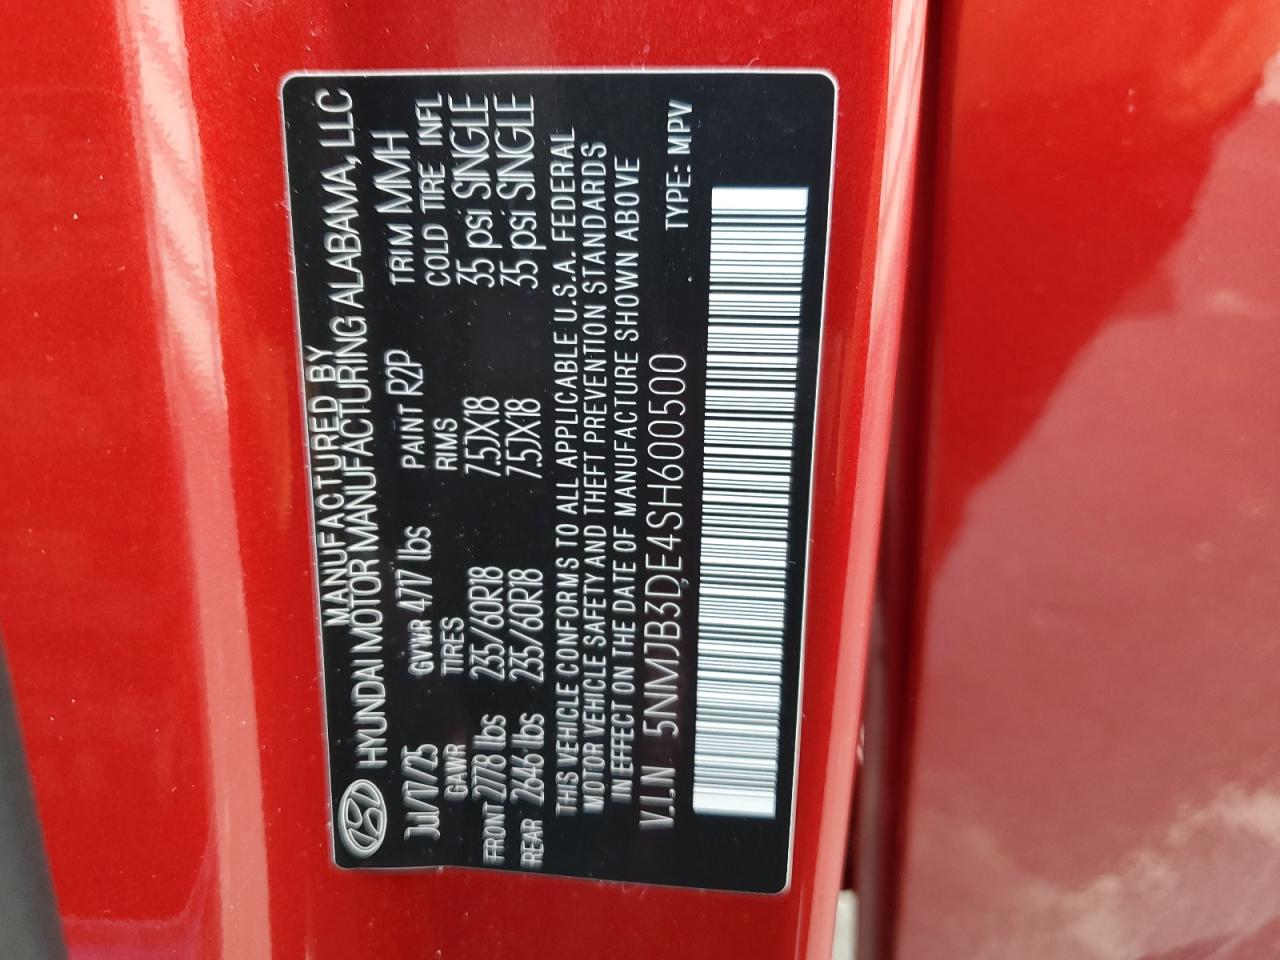 MANUFACTURED BY
HYUNDAI MOTOR MANUFACTURING ALABAMA, LLC
Jul/17/25 GVWR 4717 lbs PAINT R2P TRIM MMH
GAWR TIRES RIMS COLD TIRE INFL
FRONT 2778 lbs 235/60R18 7.5JX18 35 psi SINGLE
REAR 2646 lbs 235/60R18 7.5JX18 35 psi SINGLE
THIS VEHICLE CONFORMS TO ALL APPLICABLE U.S.A. FEDERAL
MOTOR VEHICLE SAFETY AND THEFT PREVENTION STANDARDS
IN EFFECT ON THE DATE OF MANUFACTURE SHOWN ABOVE
V.I.N 5NMJB3DE4SH600500 TYPE: MPV